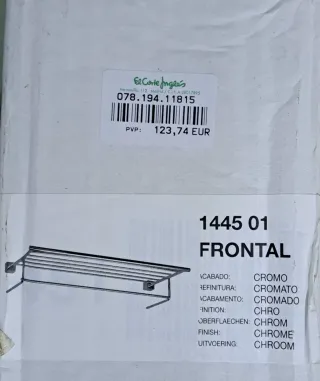 El Corte Inglés
078.194.11815
PVP: 123,74 EUR
1445 01
FRONTAL
ACABADO: CROMO
REFINITURA: CROMATO
ACABAMENTO: CROMADO
FINITION: CHRO
OBERFLAECHEN: CHROM
FINISH: CHROME
UITVOERING: CHROOM